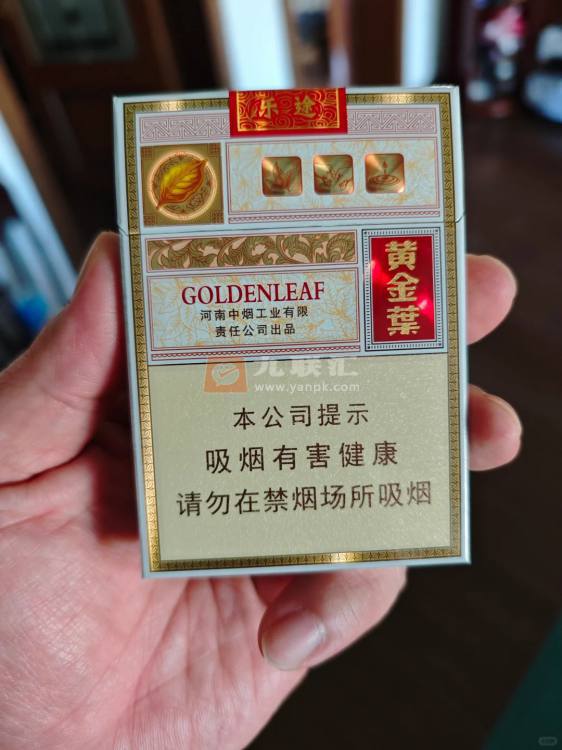 乐途
黄金葉
GOLDENLEAF
河南中烟工业有限
责任公司出品
www.yanpk.com
本公司提示
吸烟有害健康
请勿在禁烟场所吸烟